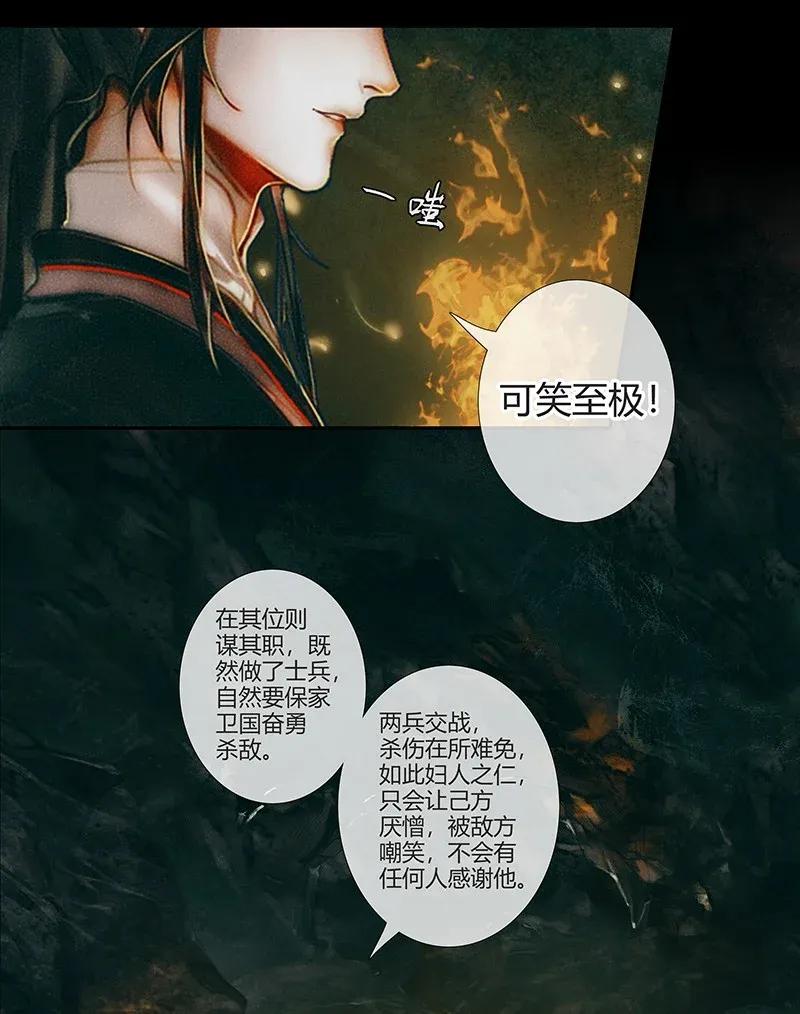 一嗤
可笑至极!
在其位则
谋其职，既
然做了士兵，
自然要保家
卫国奋勇
杀敌。
两兵交战，
杀伤在所难免，
如此妇人之仁，
只会让己方
厌憎，被敌方
嘲笑，不会有
任何人感谢他。